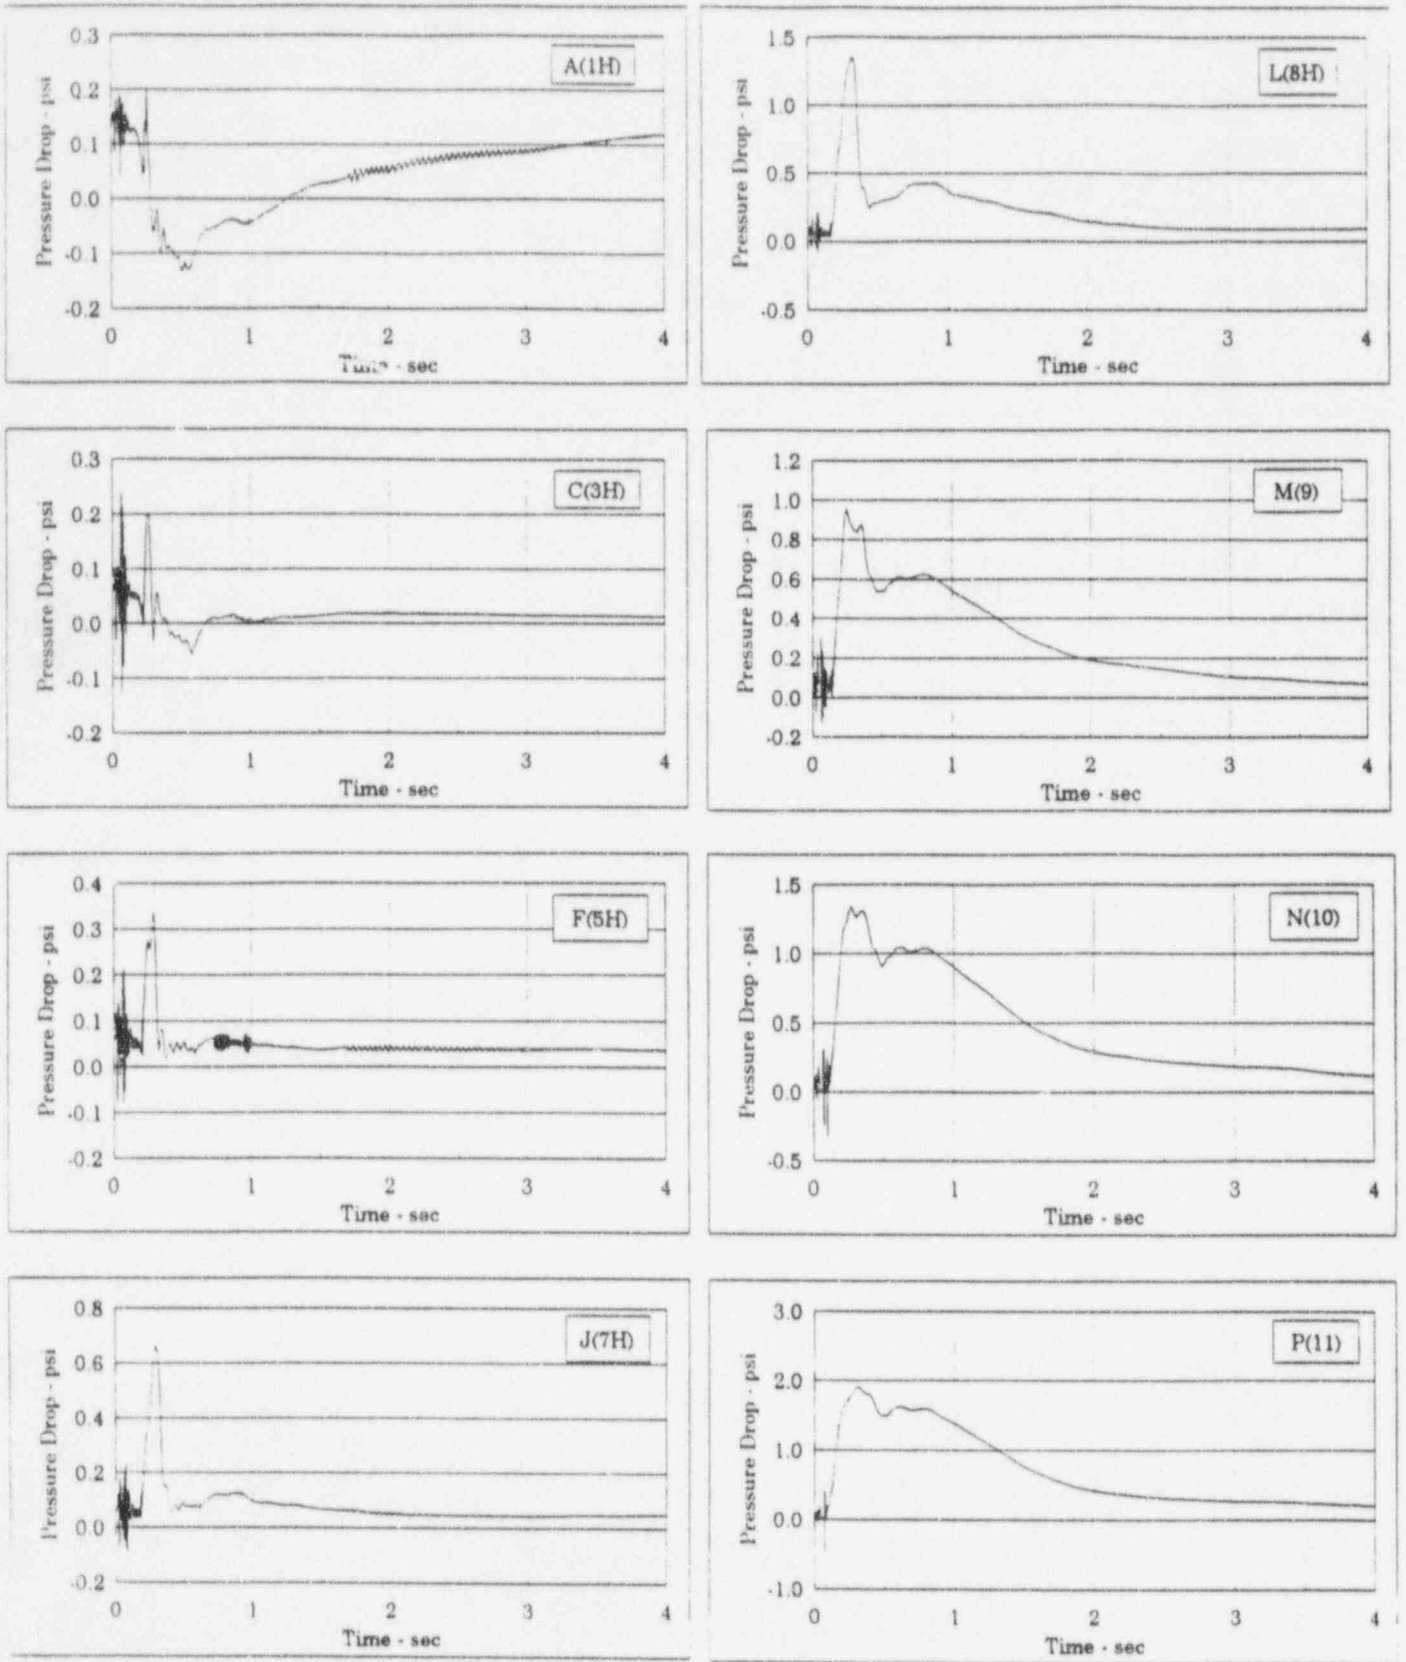 A(1H)
Pressure Drop - psi
0.3
0.2
0.1
0.0
-0.1
-0.2
0 1 2 3 4
Time - sec
L(8H)
Pressure Drop - psi
1.5
1.0
0.5
0.0
-0.5
0 1 2 3 4
Time - sec
C(3H)
Pressure Drop - psi
0.3
0.2
0.1
0.0
-0.1
-0.2
0 1 2 3 4
Time - sec
M(9)
Pressure Drop - psi
1.2
1.0
0.8
0.6
0.4
0.2
0.0
-0.2
0 1 2 3 4
Time - sec
F(5H)
Pressure Drop - psi
0.4
0.3
0.2
0.1
0.0
-0.1
-0.2
0 1 2 3 4
Time - sec
N(10)
Pressure Drop - psi
1.5
1.0
0.5
0.0
-0.5
0 1 2 3 4
Time - sec
J(7H)
Pressure Drop - psi
0.8
0.6
0.4
0.2
0.0
-0.2
0 1 2 3 4
Time - sec
P(11)
Pressure Drop - psi
3.0
2.0
1.0
0.0
-1.0
0 1 2 3 4
Time - sec